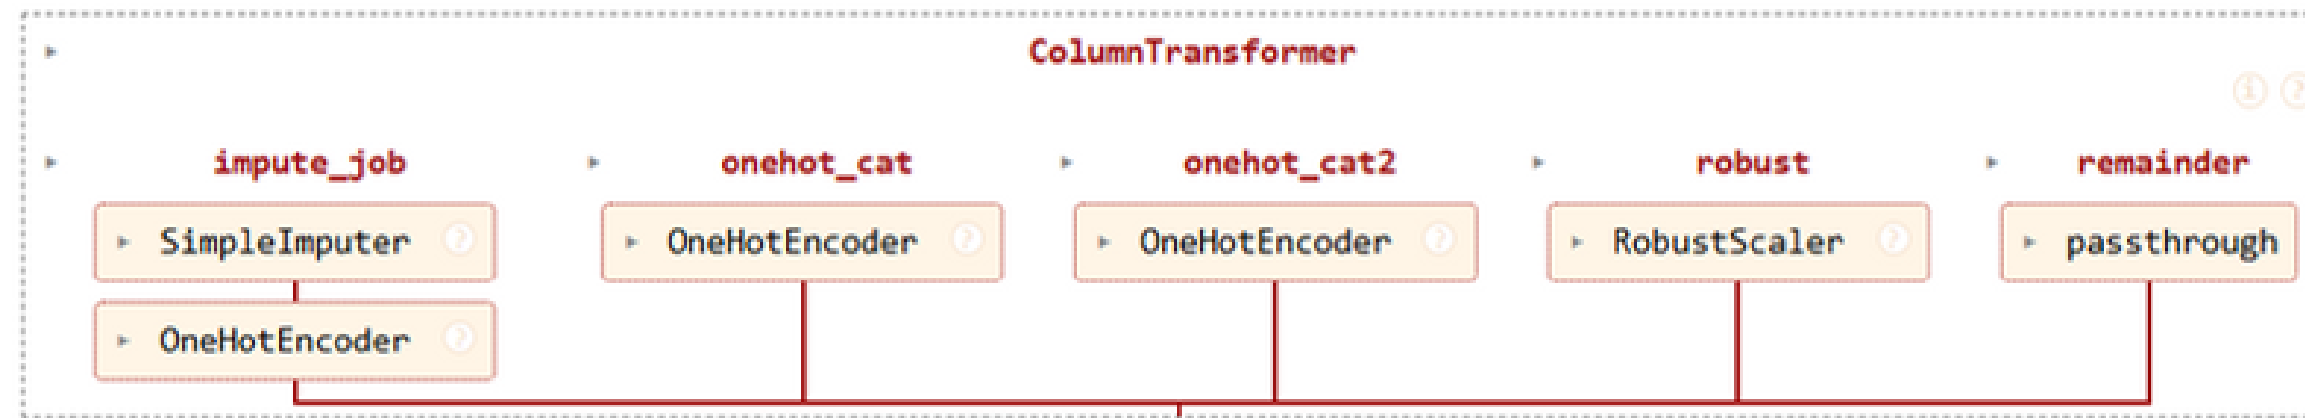 ColumnTransformer
i ?
impute_job onehot_cat onehot_cat2 robust remainder
SimpleImputer ? OneHotEncoder ? OneHotEncoder ? RobustScaler ? passthrough
OneHotEncoder ?